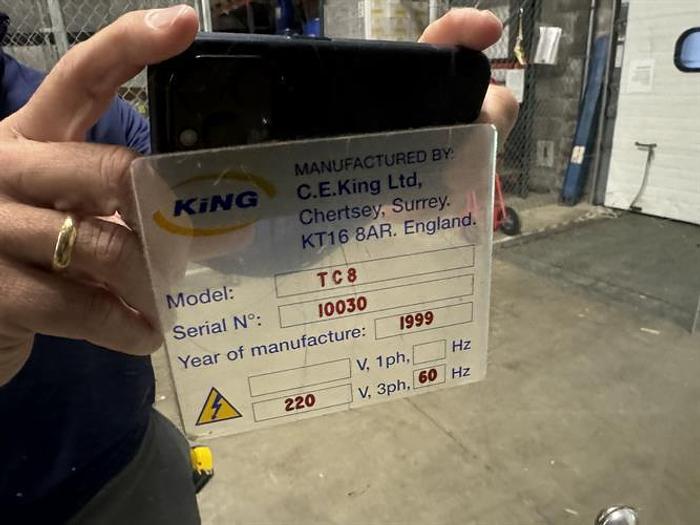 KiNG
MANUFACTURED BY:
C.E.King Ltd,
Chertsey, Surrey.
KT16 8AR. England.
Model: TC8
Serial Nº: 10030
Year of manufacture: 1999
V, 1ph, Hz
220 V, 3ph, 60 Hz